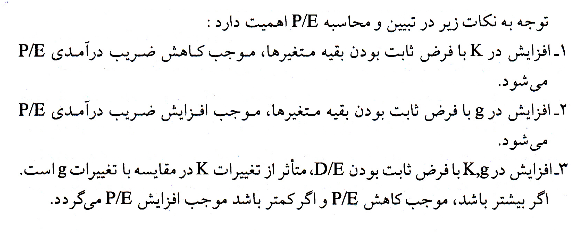 توجه به نکات زیر در تبیین و محاسبه P/E اهمیت دارد :
۱ـ افزایش در K با فرض ثابت بودن بقیه متغیرها، موجب کاهش ضریب درآمدی P/E
می‌شود.
۲ـ افزایش در g با فرض ثابت بودن بقیه متغیرها، موجب افزایش ضریب درآمدی P/E
می‌شود.
۳ـ افزایش در K,g با فرض ثابت بودن D/E، متأثر از تغییرات K در مقایسه با تغییرات g است.
اگر بیشتر باشد، موجب کاهش P/E و اگر کمتر باشد موجب افزایش P/E می‌گردد.